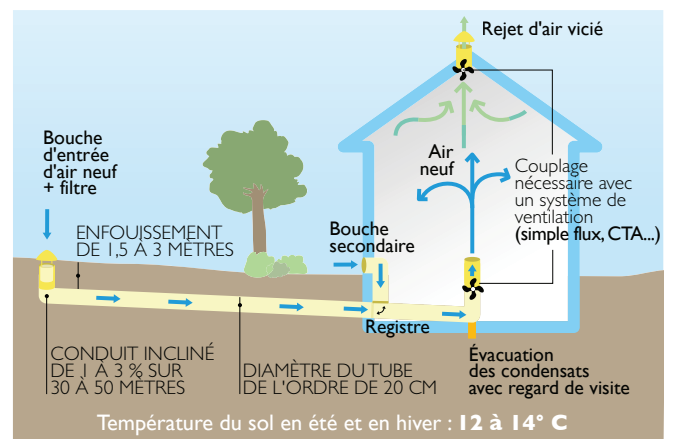 Rejet d'air vicié
Bouche
d'entrée
d'air neuf
+ filtre
Air
neuf
Couplage
nécessaire avec
un système de
ventilation
(simple flux, CTA...)
ENFOUISSEMENT
DE 1,5 À 3 MÈTRES
Bouche
secondaire
Registre
CONDUIT INCLINÉ
DE 1 À 3 % SUR
30 À 50 MÈTRES
DIAMÈTRE DU TUBE
DE L'ORDRE DE 20 CM
Évacuation
des condensats
avec regard de visite
Température du sol en été et en hiver : 12 à 14° C